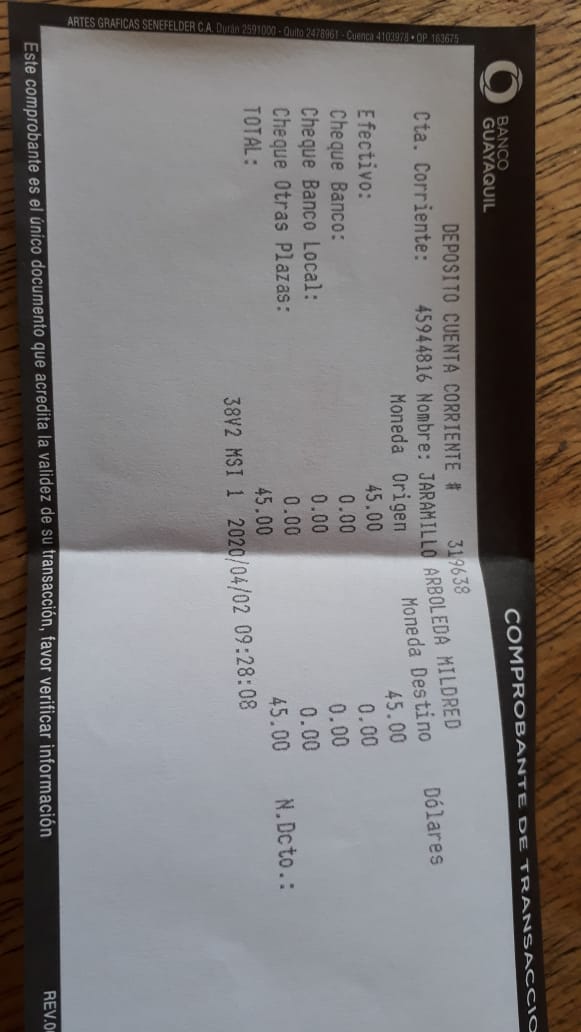 BANCO
GUAYAQUIL
COMPROBANTE DE TRANSACCIO
DEPOSITO CUENTA CORRIENTE # 319638
Cta. Corriente: 45944816 Nombre: JARAMILLO ARBOLEDA MILDRED Dólares
Moneda Origen Moneda Destino
Efectivo: 45.00 45.00
Cheque Banco: 0.00 0.00
Cheque Banco Local: 0.00 0.00
Cheque Otras Plazas: 0.00 0.00
TOTAL: 45.00 45.00 N.Dcto.:
38V2 MSI 1 2020/04/02 09:28:08
Este comprobante es el único documento que acredita la validez de su transacción, favor verificar información
REV.0
ARTES GRAFICAS SENEFELDER C.A. Durán 2591000 - Quito 2478961 - Cuenca 4103978 • OP. 163675